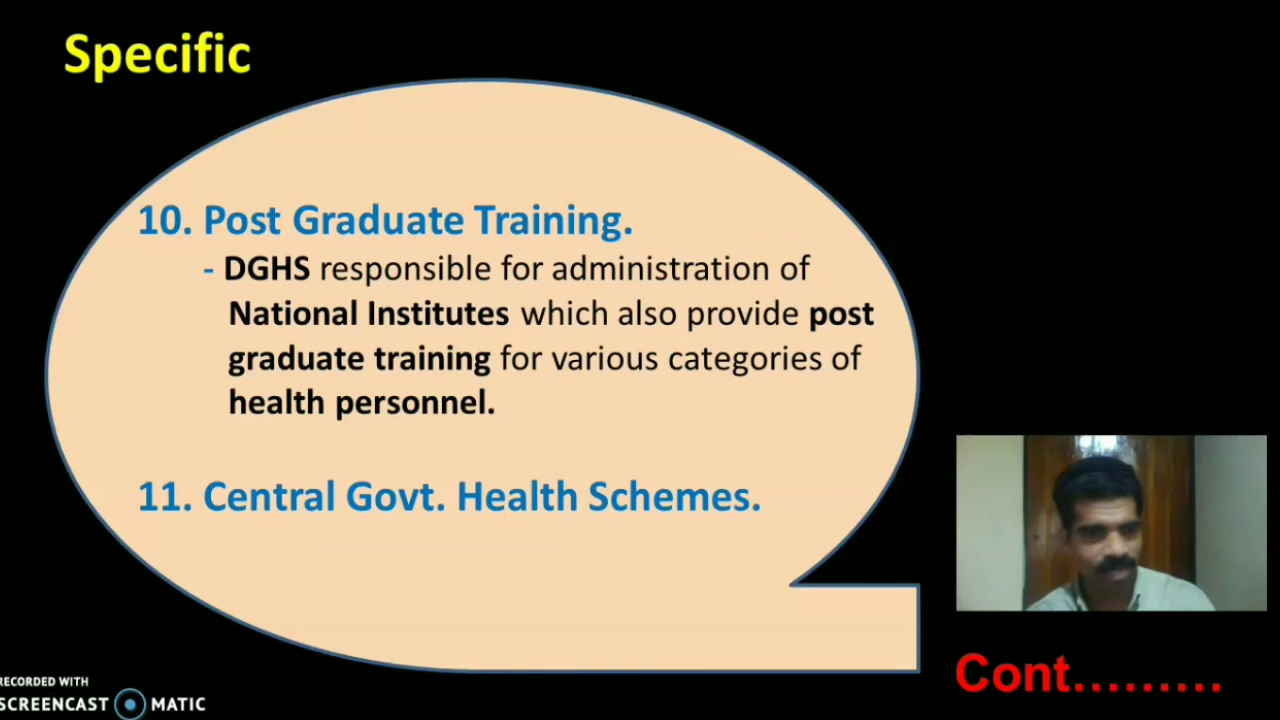 Specific
10. Post Graduate Training.
- DGHS responsible for administration of
National Institutes which also provide post
graduate training for various categories of
health personnel.
11. Central Govt. Health Schemes.
Cont.........
RECORDED WITH
SCREENCAST MATIC